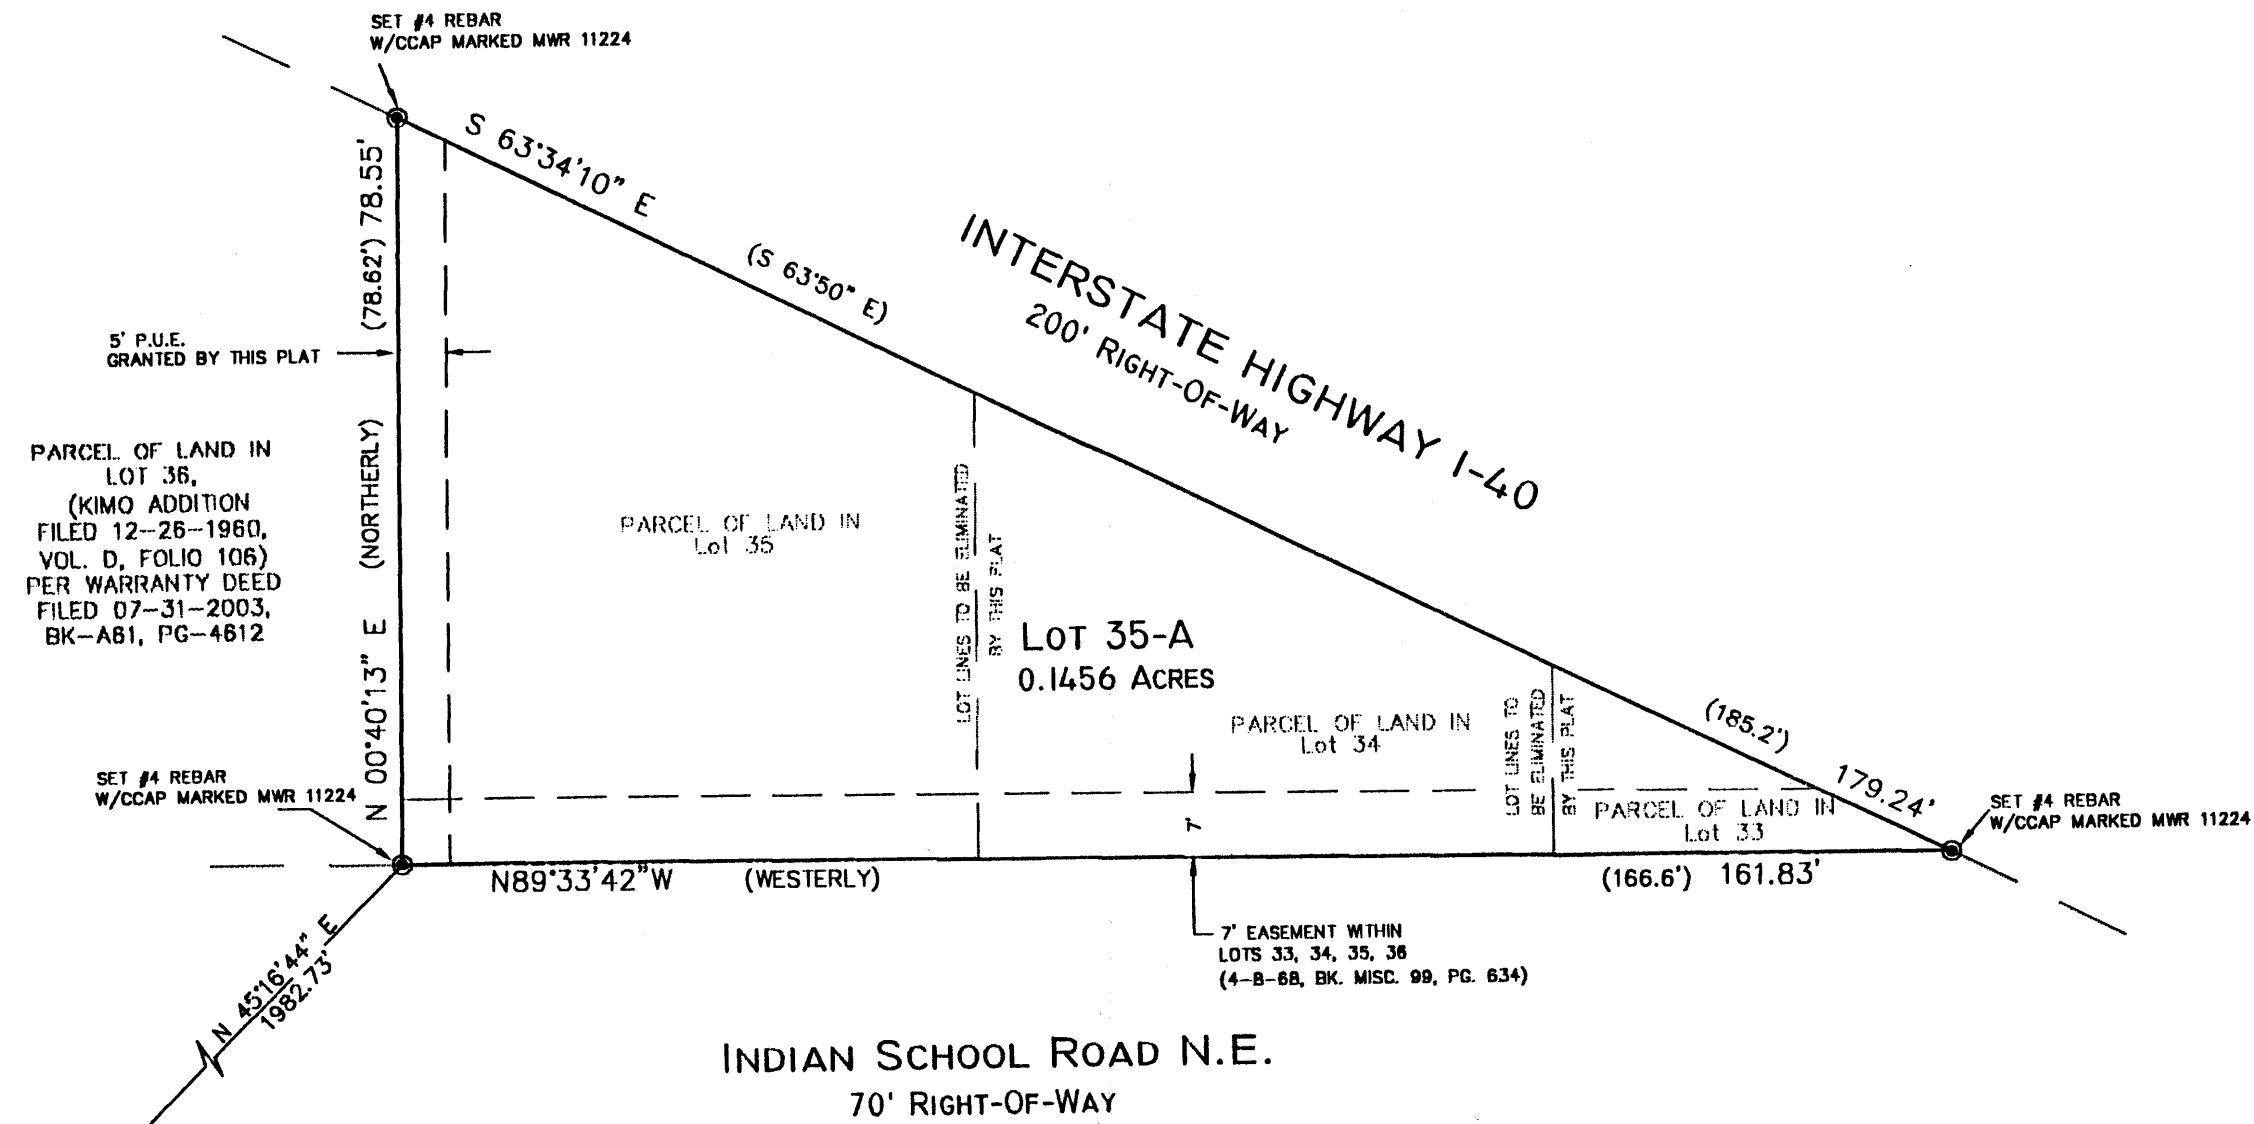 SET #4 REBAR
W/CCAP MARKED MWR 11224
S 63°34'10" E
(S 63°50" E)
INTERSTATE HIGHWAY I-40
200' RIGHT-OF-WAY
(78.62') 78.55'
(NORTHERLY)
N 00°40'13" E
5' P.U.E.
GRANTED BY THIS PLAT
PARCEL OF LAND IN
LOT 36,
(KIMO ADDITION
FILED 12-26-1960,
VOL. D, FOLIO 106)
PER WARRANTY DEED
FILED 07-31-2003,
BK-A61, PG-4612
PARCEL OF LAND IN
Lot 35
LOT LINES TO BE ELIMINATED
BY THIS PLAT
LOT 35-A
0.1456 ACRES
PARCEL OF LAND IN
Lot 34
LOT LINES TO
BE ELIMINATED
BY THIS PLAT
(185.2')
179.24'
PARCEL OF LAND IN
Lot 33
SET #4 REBAR
W/CCAP MARKED MWR 11224
SET #4 REBAR
W/CCAP MARKED MWR 11224
7'
N89°33'42"W (WESTERLY)
(166.6') 161.83'
7' EASEMENT WITHIN
LOTS 33, 34, 35, 36
(4-8-68, BK. MISC. 99, PG. 634)
N 45°16'44" E
1982.73'
INDIAN SCHOOL ROAD N.E.
70' RIGHT-OF-WAY